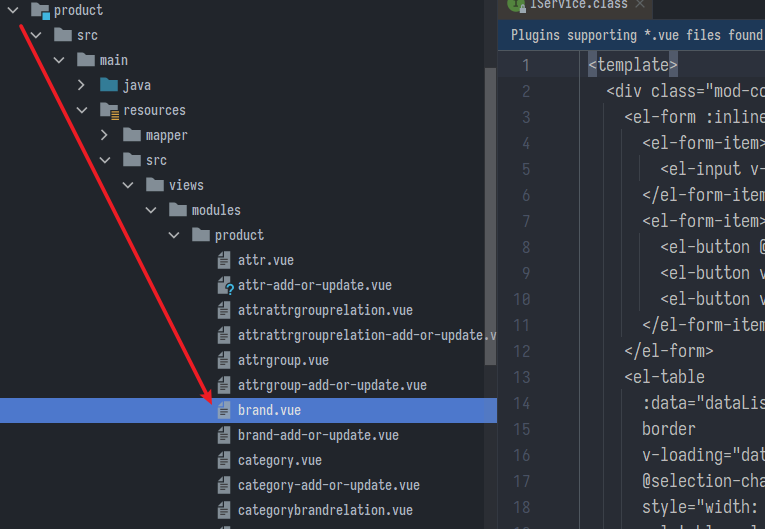 product
src
main
java
resources
mapper
src
views
modules
product
attr.vue
attr-add-or-update.vue
attrattrgrouprelation.vue
attrattrgrouprelation-add-or-update.v
attrgroup.vue
attrgroup-add-or-update.vue
brand.vue
brand-add-or-update.vue
category.vue
category-add-or-update.vue
categorybrandrelation.vue
IService.class
Plugins supporting *.vue files found
1 <template>
2 <div class="mod-co
3 <el-form :inline
4 <el-form-item>
5 <el-input v-
6 </el-form-item
7 <el-form-item>
8 <el-button @
9 <el-button v
10 <el-button v
11 </el-form-item
12 </el-form>
13 <el-table
14 :data="dataLis
15 border
16 v-loading="dat
17 @selection-cha
18 style="width: